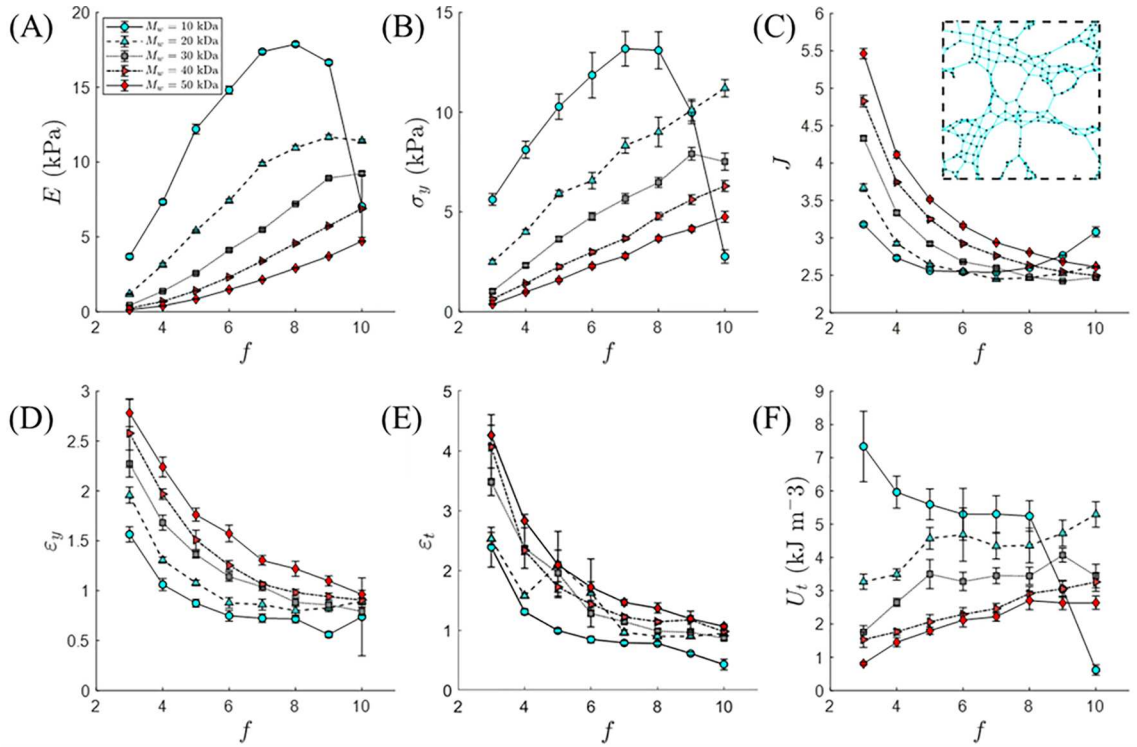 (A)
20
15
10
5
0
E (kPa)
2 4 6 8 10
f
M_w = 10 kDa
M_w = 20 kDa
M_w = 30 kDa
M_w = 40 kDa
M_w = 50 kDa
(B)
15
10
5
0
σ_y (kPa)
2 4 6 8 10
f
(C)
6
5.5
5
4.5
4
3.5
3
2.5
2
J
2 4 6 8 10
f
(D)
3
2.5
2
1.5
1
0.5
0
ε_y
2 4 6 8 10
f
(E)
5
4
3
2
1
0
ε_t
2 4 6 8 10
f
(F)
9
8
7
6
5
4
3
2
1
0
U_t (kJ m−3)
2 4 6 8 10
f